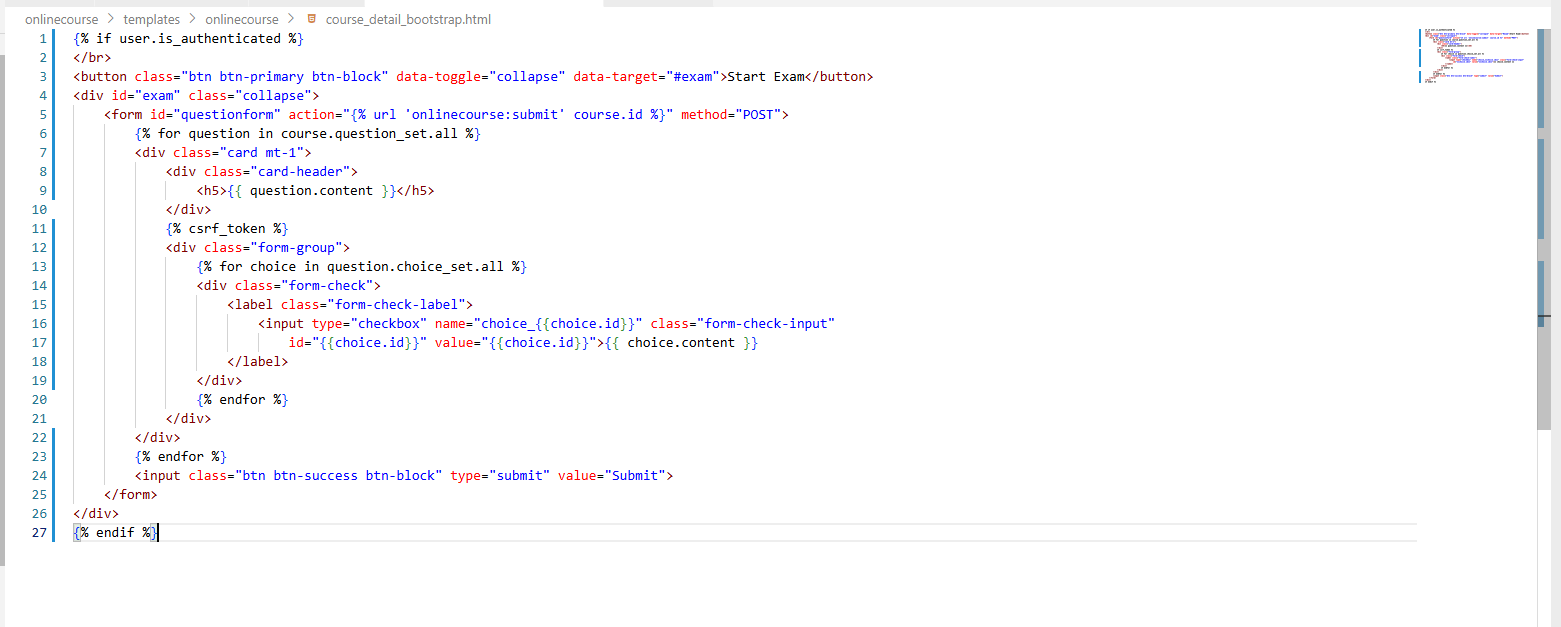 onlinecourse > templates > onlinecourse > course_detail_bootstrap.html
1 {% if user.is_authenticated %}
2 </br>
3 <button class="btn btn-primary btn-block" data-toggle="collapse" data-target="#exam">Start Exam</button>
4 <div id="exam" class="collapse">
5     <form id="questionform" action="{% url 'onlinecourse:submit' course.id %}" method="POST">
6         {% for question in course.question_set.all %}
7         <div class="card mt-1">
8             <div class="card-header">
9                 <h5>{{ question.content }}</h5>
10             </div>
11             {% csrf_token %}
12             <div class="form-group">
13                 {% for choice in question.choice_set.all %}
14                 <div class="form-check">
15                     <label class="form-check-label">
16                         <input type="checkbox" name="choice_{{choice.id}}" class="form-check-input"
17                             id="{{choice.id}}" value="{{choice.id}}">{{ choice.content }}
18                     </label>
19                 </div>
20                 {% endfor %}
21             </div>
22         </div>
23         {% endfor %}
24         <input class="btn btn-success btn-block" type="submit" value="Submit">
25     </form>
26 </div>
27 {% endif %}